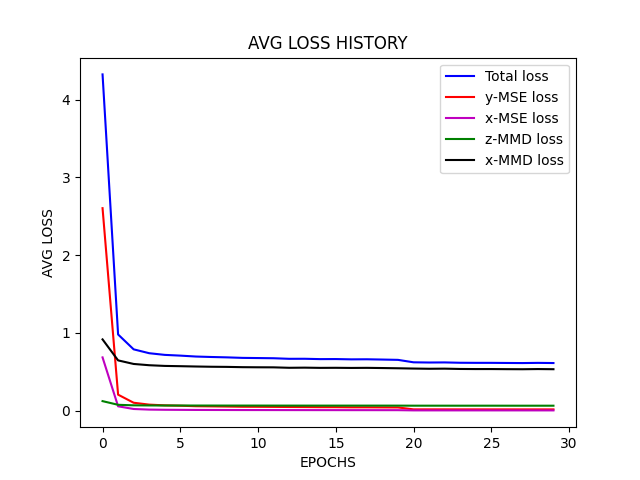 AVG LOSS HISTORY
Total loss
y-MSE loss
x-MSE loss
z-MMD loss
x-MMD loss
AVG LOSS
4
3
2
1
0
0 5 10 15 20 25 30
EPOCHS